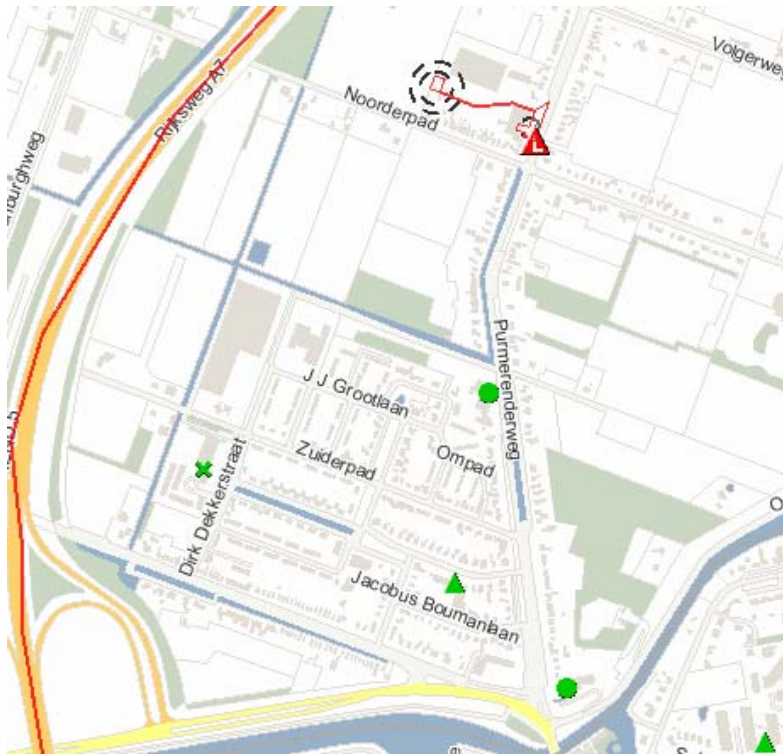 Volgerweg
Rijksweg A7
Noorderpad
L
Purmerenderweg
J J Grootlaan
Ompad
Zuiderpad
Dirk Dekkerstraat
Jacobus Boumanlaan